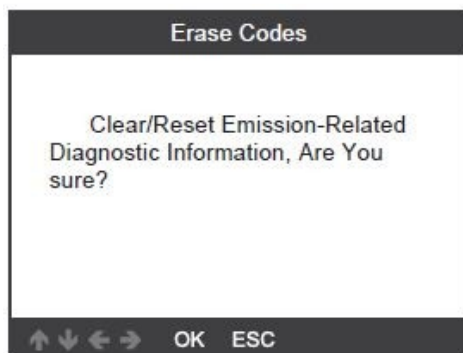 Erase Codes
Clear/Reset Emission-Related
Diagnostic Information, Are You
sure?
OK ESC